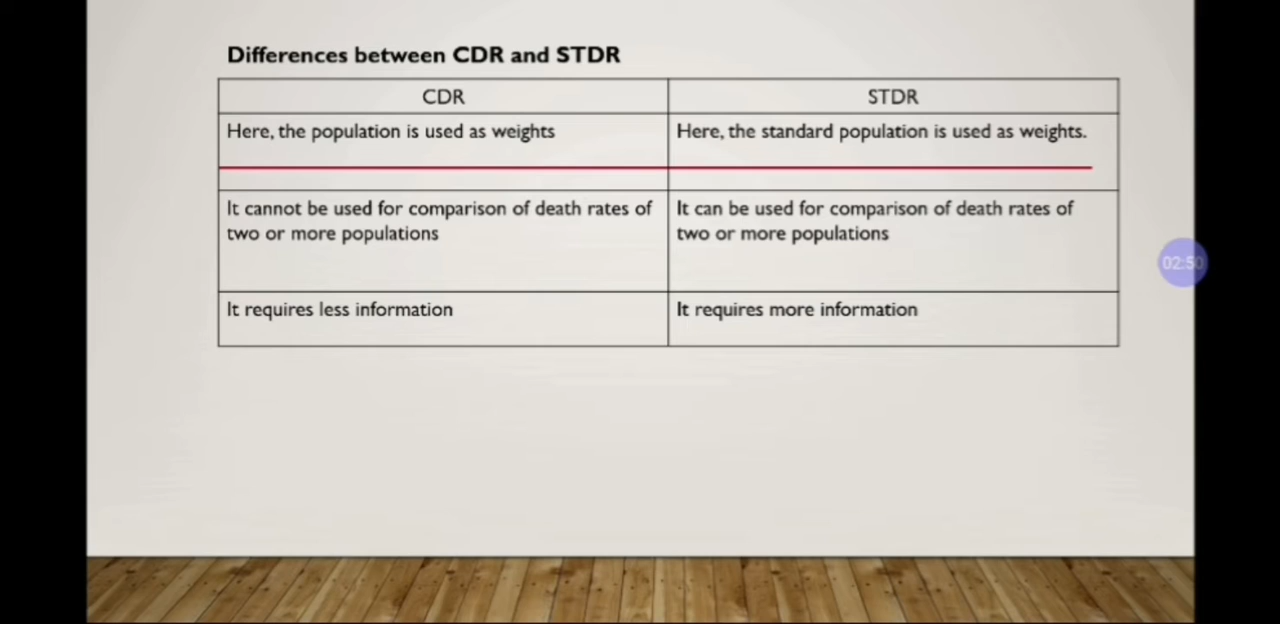 Differences between CDR and STDR
CDR
STDR
Here, the population is used as weights
Here, the standard population is used as weights.
It cannot be used for comparison of death rates of
two or more populations
It can be used for comparison of death rates of
two or more populations
It requires less information
It requires more information
02:50